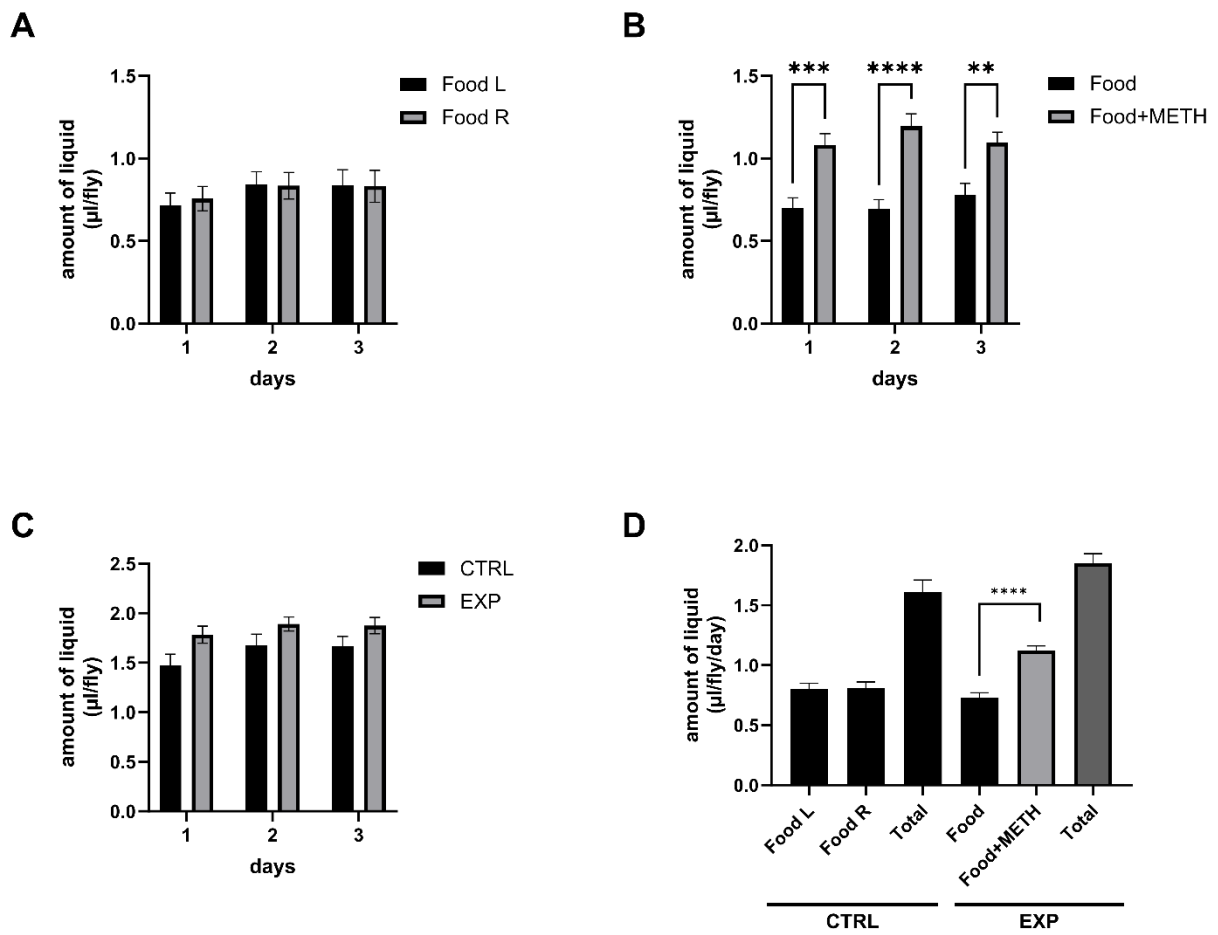 A
amount of liquid
(µl/fly)
1.5
1.0
0.5
0.0
1 2 3
days
Food L
Food R
B
amount of liquid
(µl/fly)
1.5
1.0
0.5
0.0
*** **** **
1 2 3
days
Food
Food+METH
C
amount of liquid
(µl/fly)
2.5
2.0
1.5
1.0
0.5
0.0
1 2 3
days
CTRL
EXP
D
amount of liquid
(µl/fly/day)
2.0
1.5
1.0
0.5
0.0
****
Food L
Food R
Total
Food
Food+METH
Total
CTRL EXP